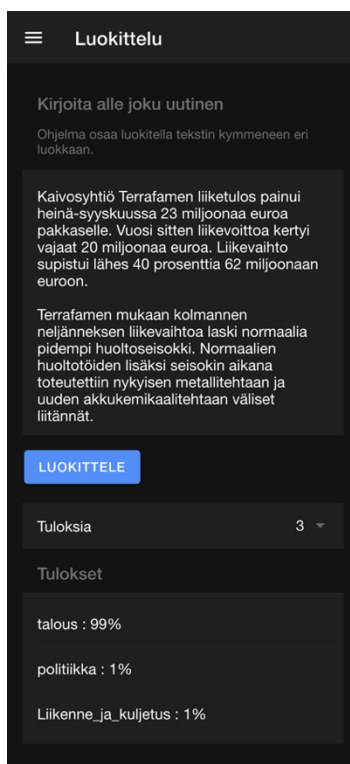 Luokittelu
Kirjoita alle joku uutinen
Ohjelma osaa luokitella tekstin kymmeneen eri
luokkaan.
Kaivosyhtiö Terrafamen liiketulos painui
heinä-syyskuussa 23 miljoonaa euroa
pakkaselle. Vuosi sitten liikevoittoa kertyi
vajaat 20 miljoonaa euroa. Liikevaihto
supistui lähes 40 prosenttia 62 miljoonaan
euroon.
Terrafamen mukaan kolmannen
neljänneksen liikevaihtoa laski normaalia
pidempi huoltoseisokki. Normaalien
huoltotöiden lisäksi seisokin aikana
toteutettiin nykyisen metallitehtaan ja
uuden akkukemikaalitehtaan väliset
liitännät.
LUOKITTELE
Tuloksia 3
Tulokset
talous : 99%
politiikka : 1%
Liikenne_ja_kuljetus : 1%